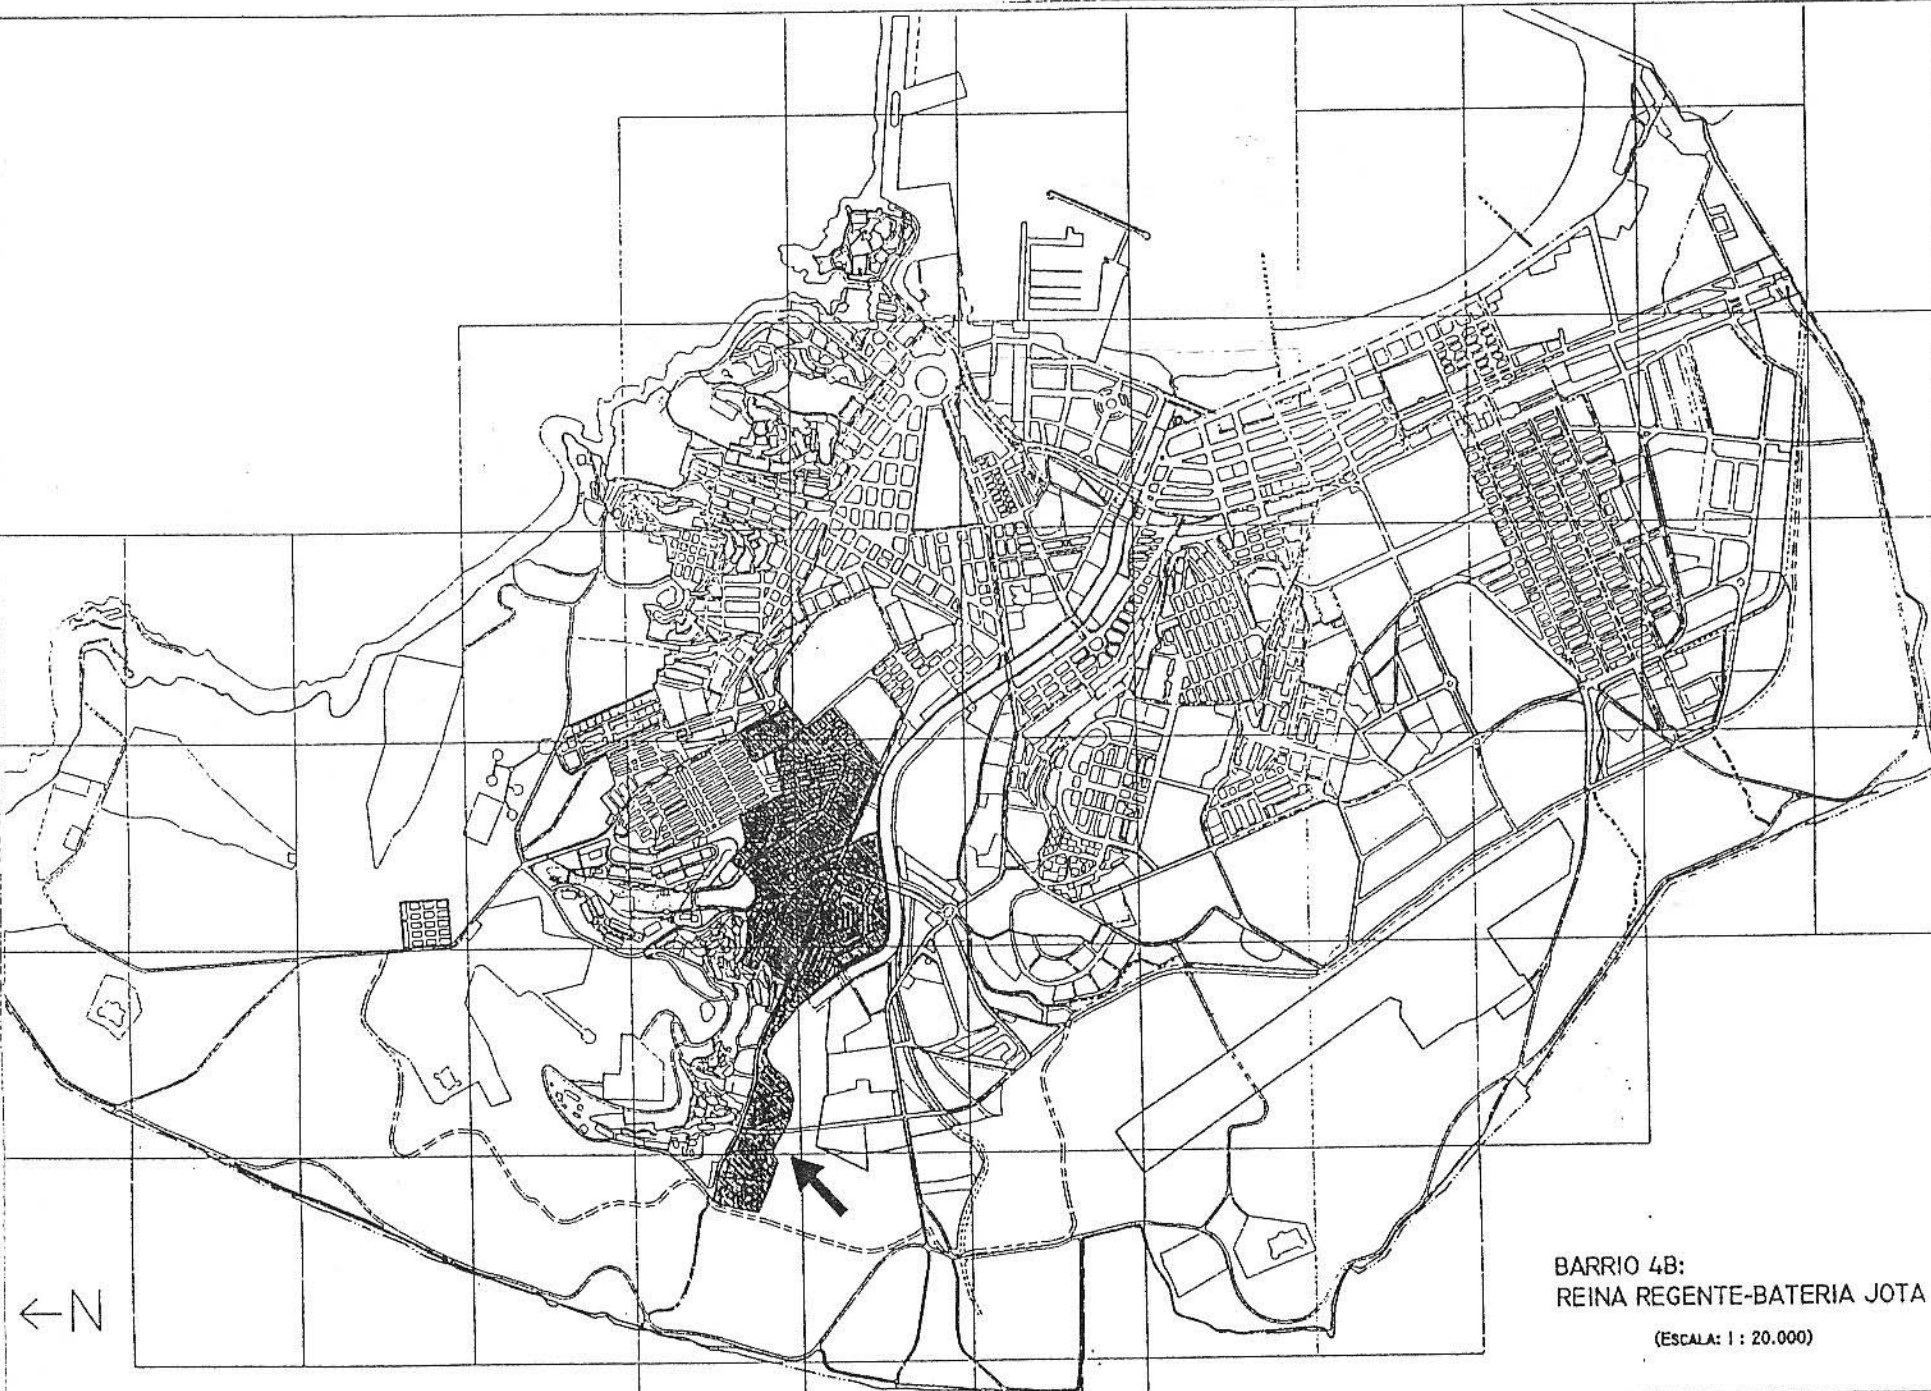 ←N
BARRIO 4B:
REINA REGENTE-BATERIA JOTA
(ESCALA: 1 : 20.000)